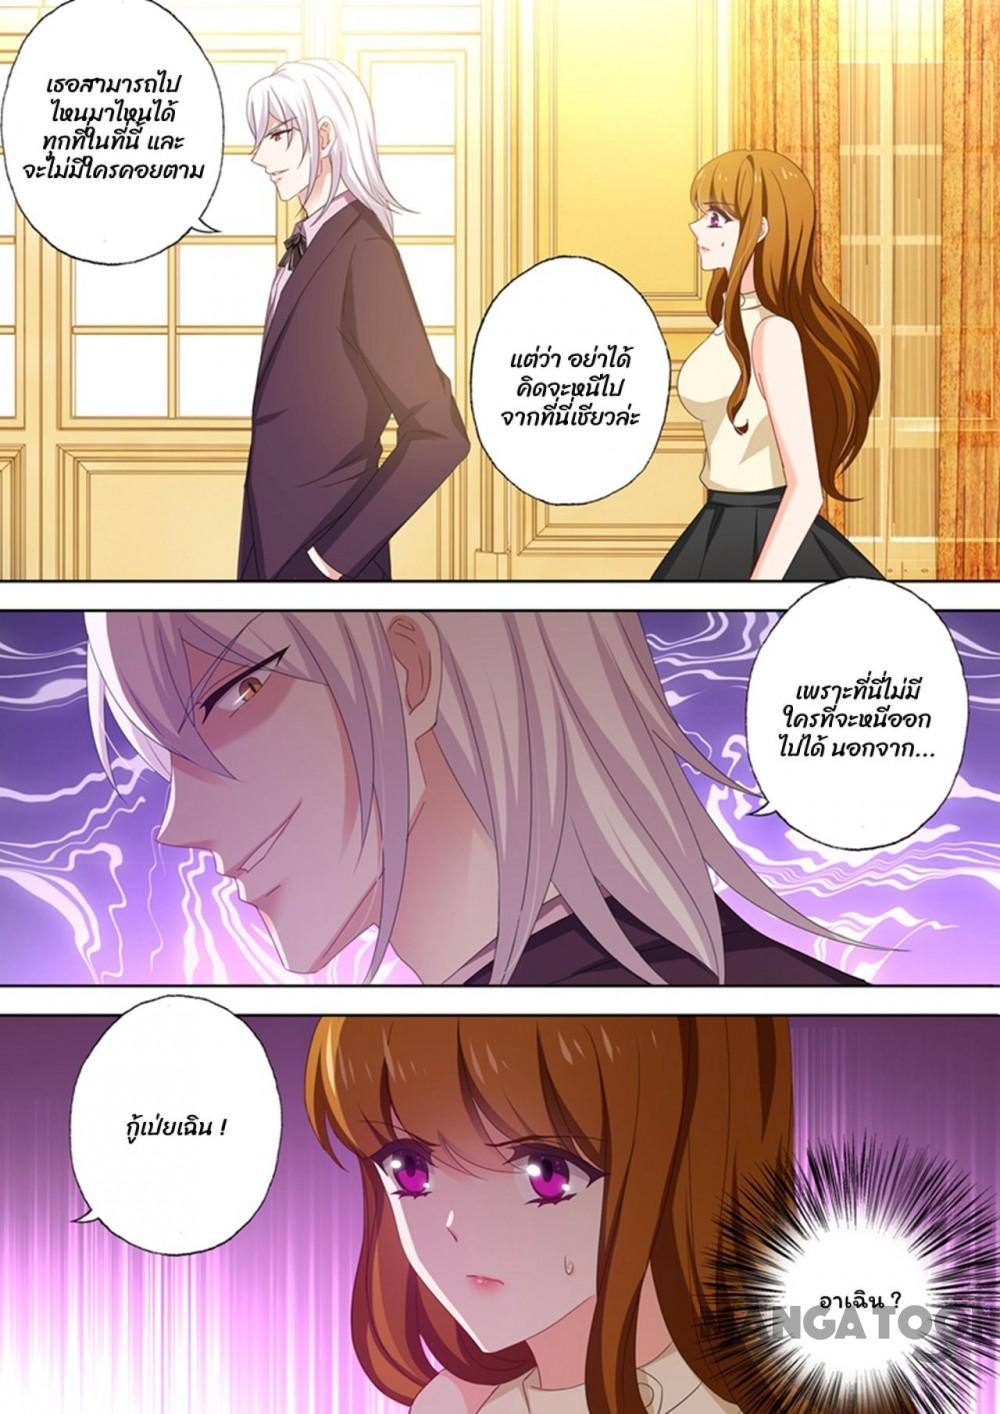 เธอสามารถไป
ไหนมาไหนได้
ทุกที่ในที่นี้ และ
จะไม่มีใครคอยตาม
แต่ว่า อย่าได้
คิดจะหนีไป
จากที่นี่เชียวล่ะ
เพราะที่นี่ไม่มี
ใครที่จะหนีออก
ไปได้ นอกจาก...
กู้เป่ยเฉิน !
อาเฉิน ?
MANGATOON